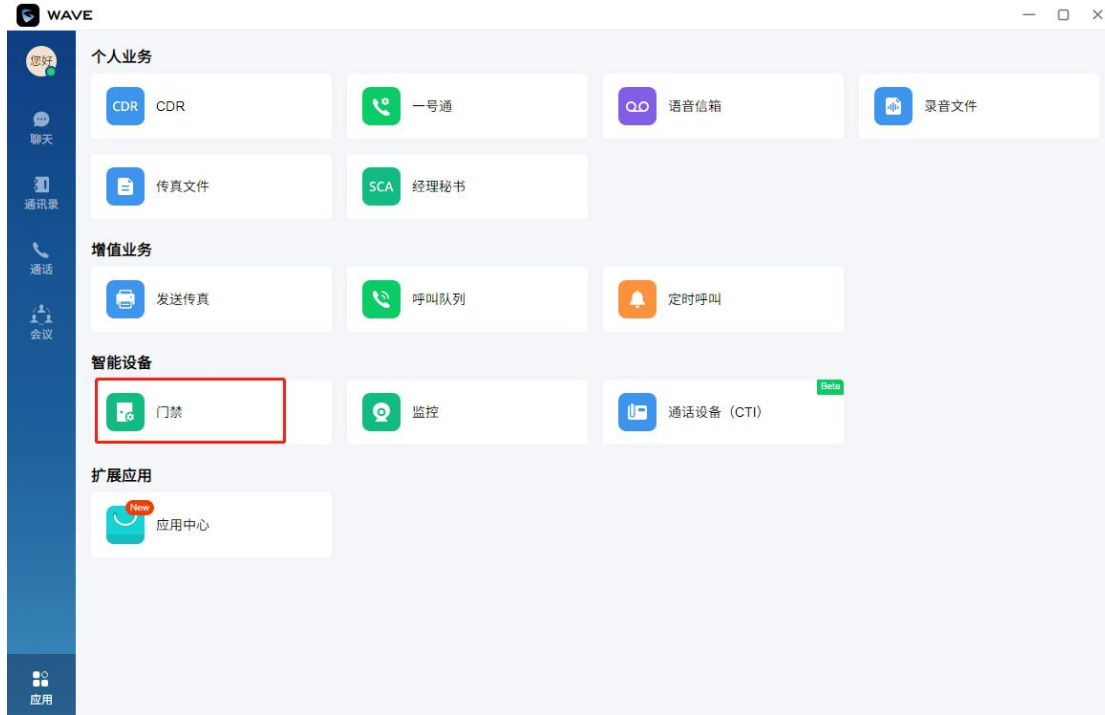 WAVE
您好
聊天
通讯录
通话
会议
应用
个人业务
CDR CDR
一号通
语音信箱
录音文件
传真文件
SCA 经理秘书
增值业务
发送传真
呼叫队列
定时呼叫
智能设备
门禁
监控
通话设备（CTI）
Beta
扩展应用
New
应用中心